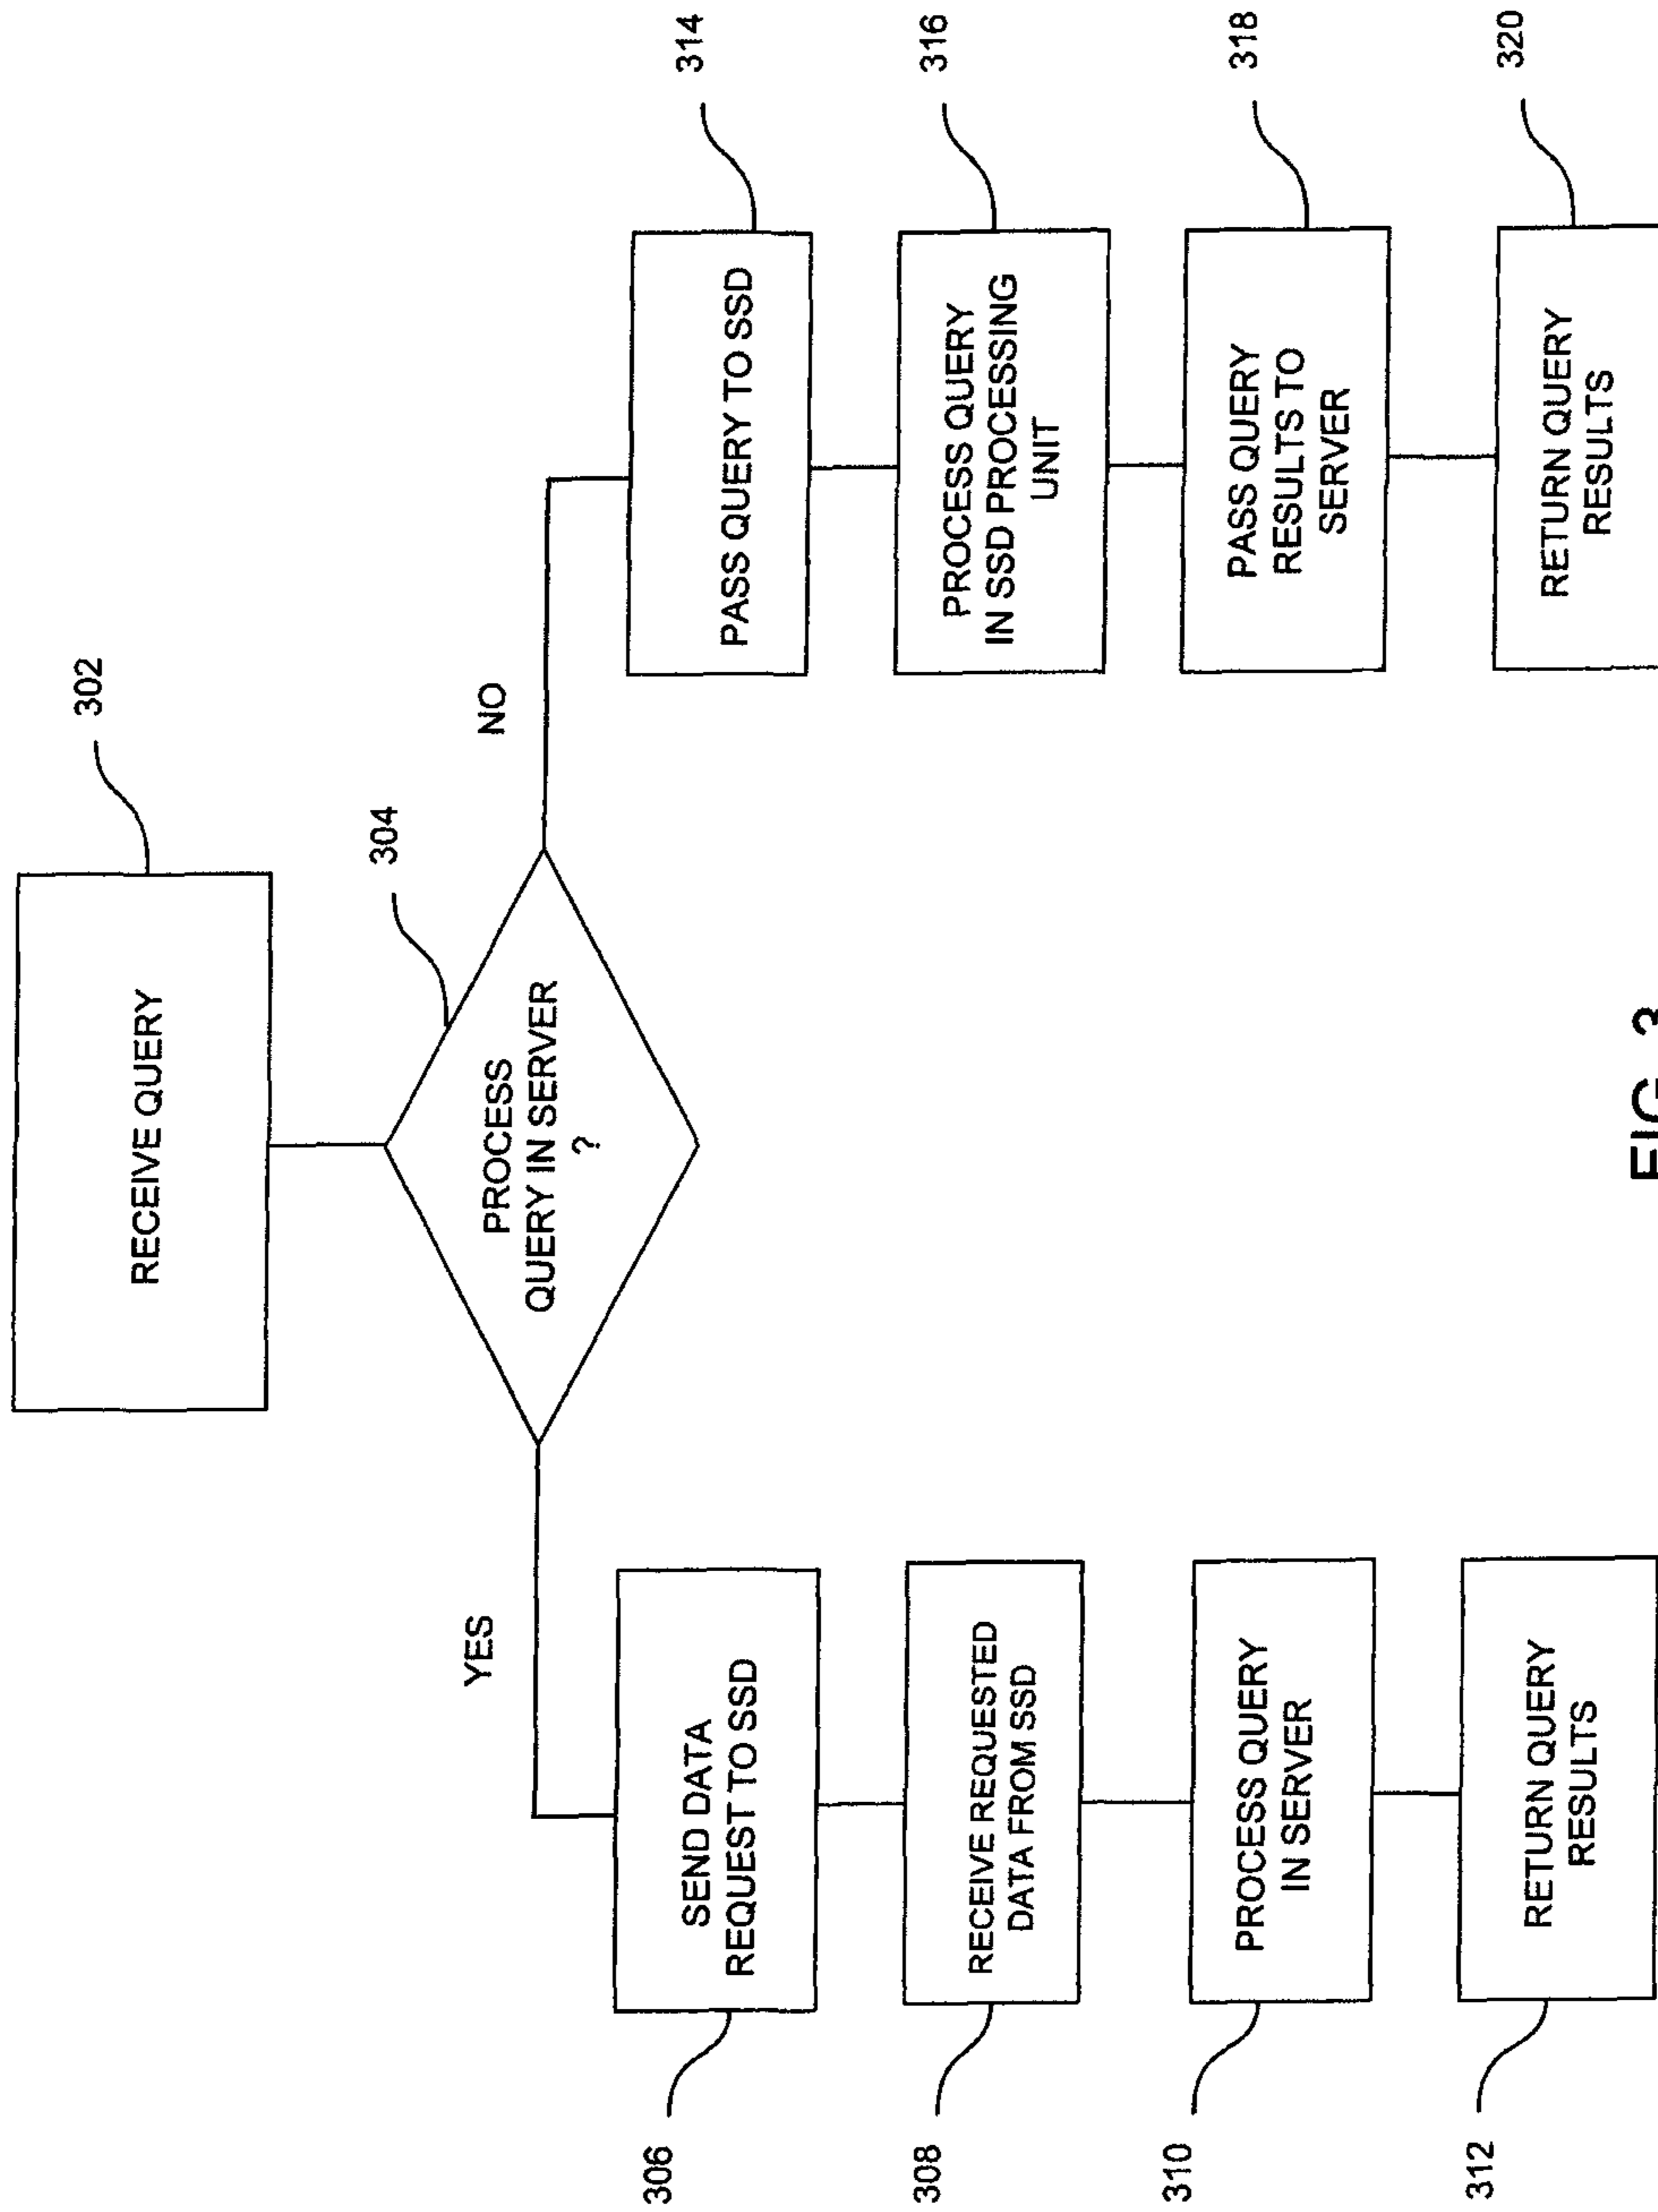 302
RECEIVE QUERY
304
PROCESS
QUERY IN SERVER
?
YES
NO
306
SEND DATA
REQUEST TO SSD
308
RECEIVE REQUESTED
DATA FROM SSD
310
PROCESS QUERY
IN SERVER
312
RETURN QUERY
RESULTS
314
PASS QUERY TO SSD
316
PROCESS QUERY
IN SSD PROCESSING
UNIT
318
PASS QUERY
RESULTS TO
SERVER
320
RETURN QUERY
RESULTS
FIG. 3